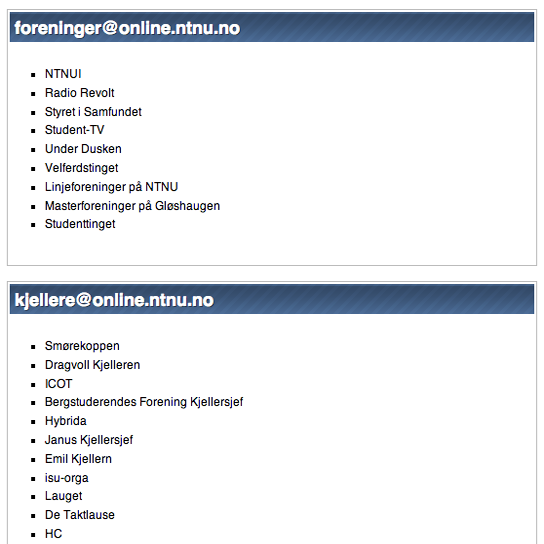 foreninger@online.ntnu.no
NTNUI
Radio Revolt
Styret i Samfundet
Student-TV
Under Dusken
Velferdstinget
Linjeforeninger på NTNU
Masterforeninger på Gløshaugen
Studenttinget
kjellere@online.ntnu.no
Smørekoppen
Dragvoll Kjelleren
ICOT
Bergstuderendes Forening Kjellersjef
Hybrida
Janus Kjellersjef
Emil Kjellern
isu-orga
Lauget
De Taktlause
HC